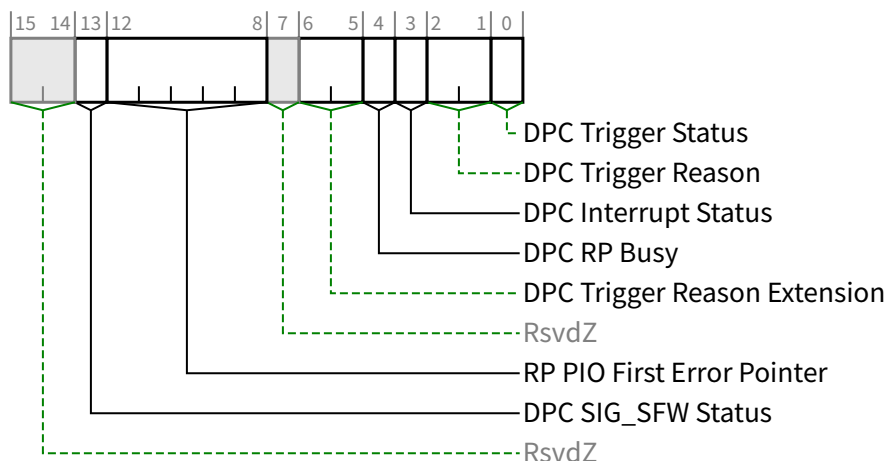 15 14 13 12 8 7 6 5 4 3 2 1 0
DPC Trigger Status
DPC Trigger Reason
DPC Interrupt Status
DPC RP Busy
DPC Trigger Reason Extension
RsvdZ
RP PIO First Error Pointer
DPC SIG_SFW Status
RsvdZ